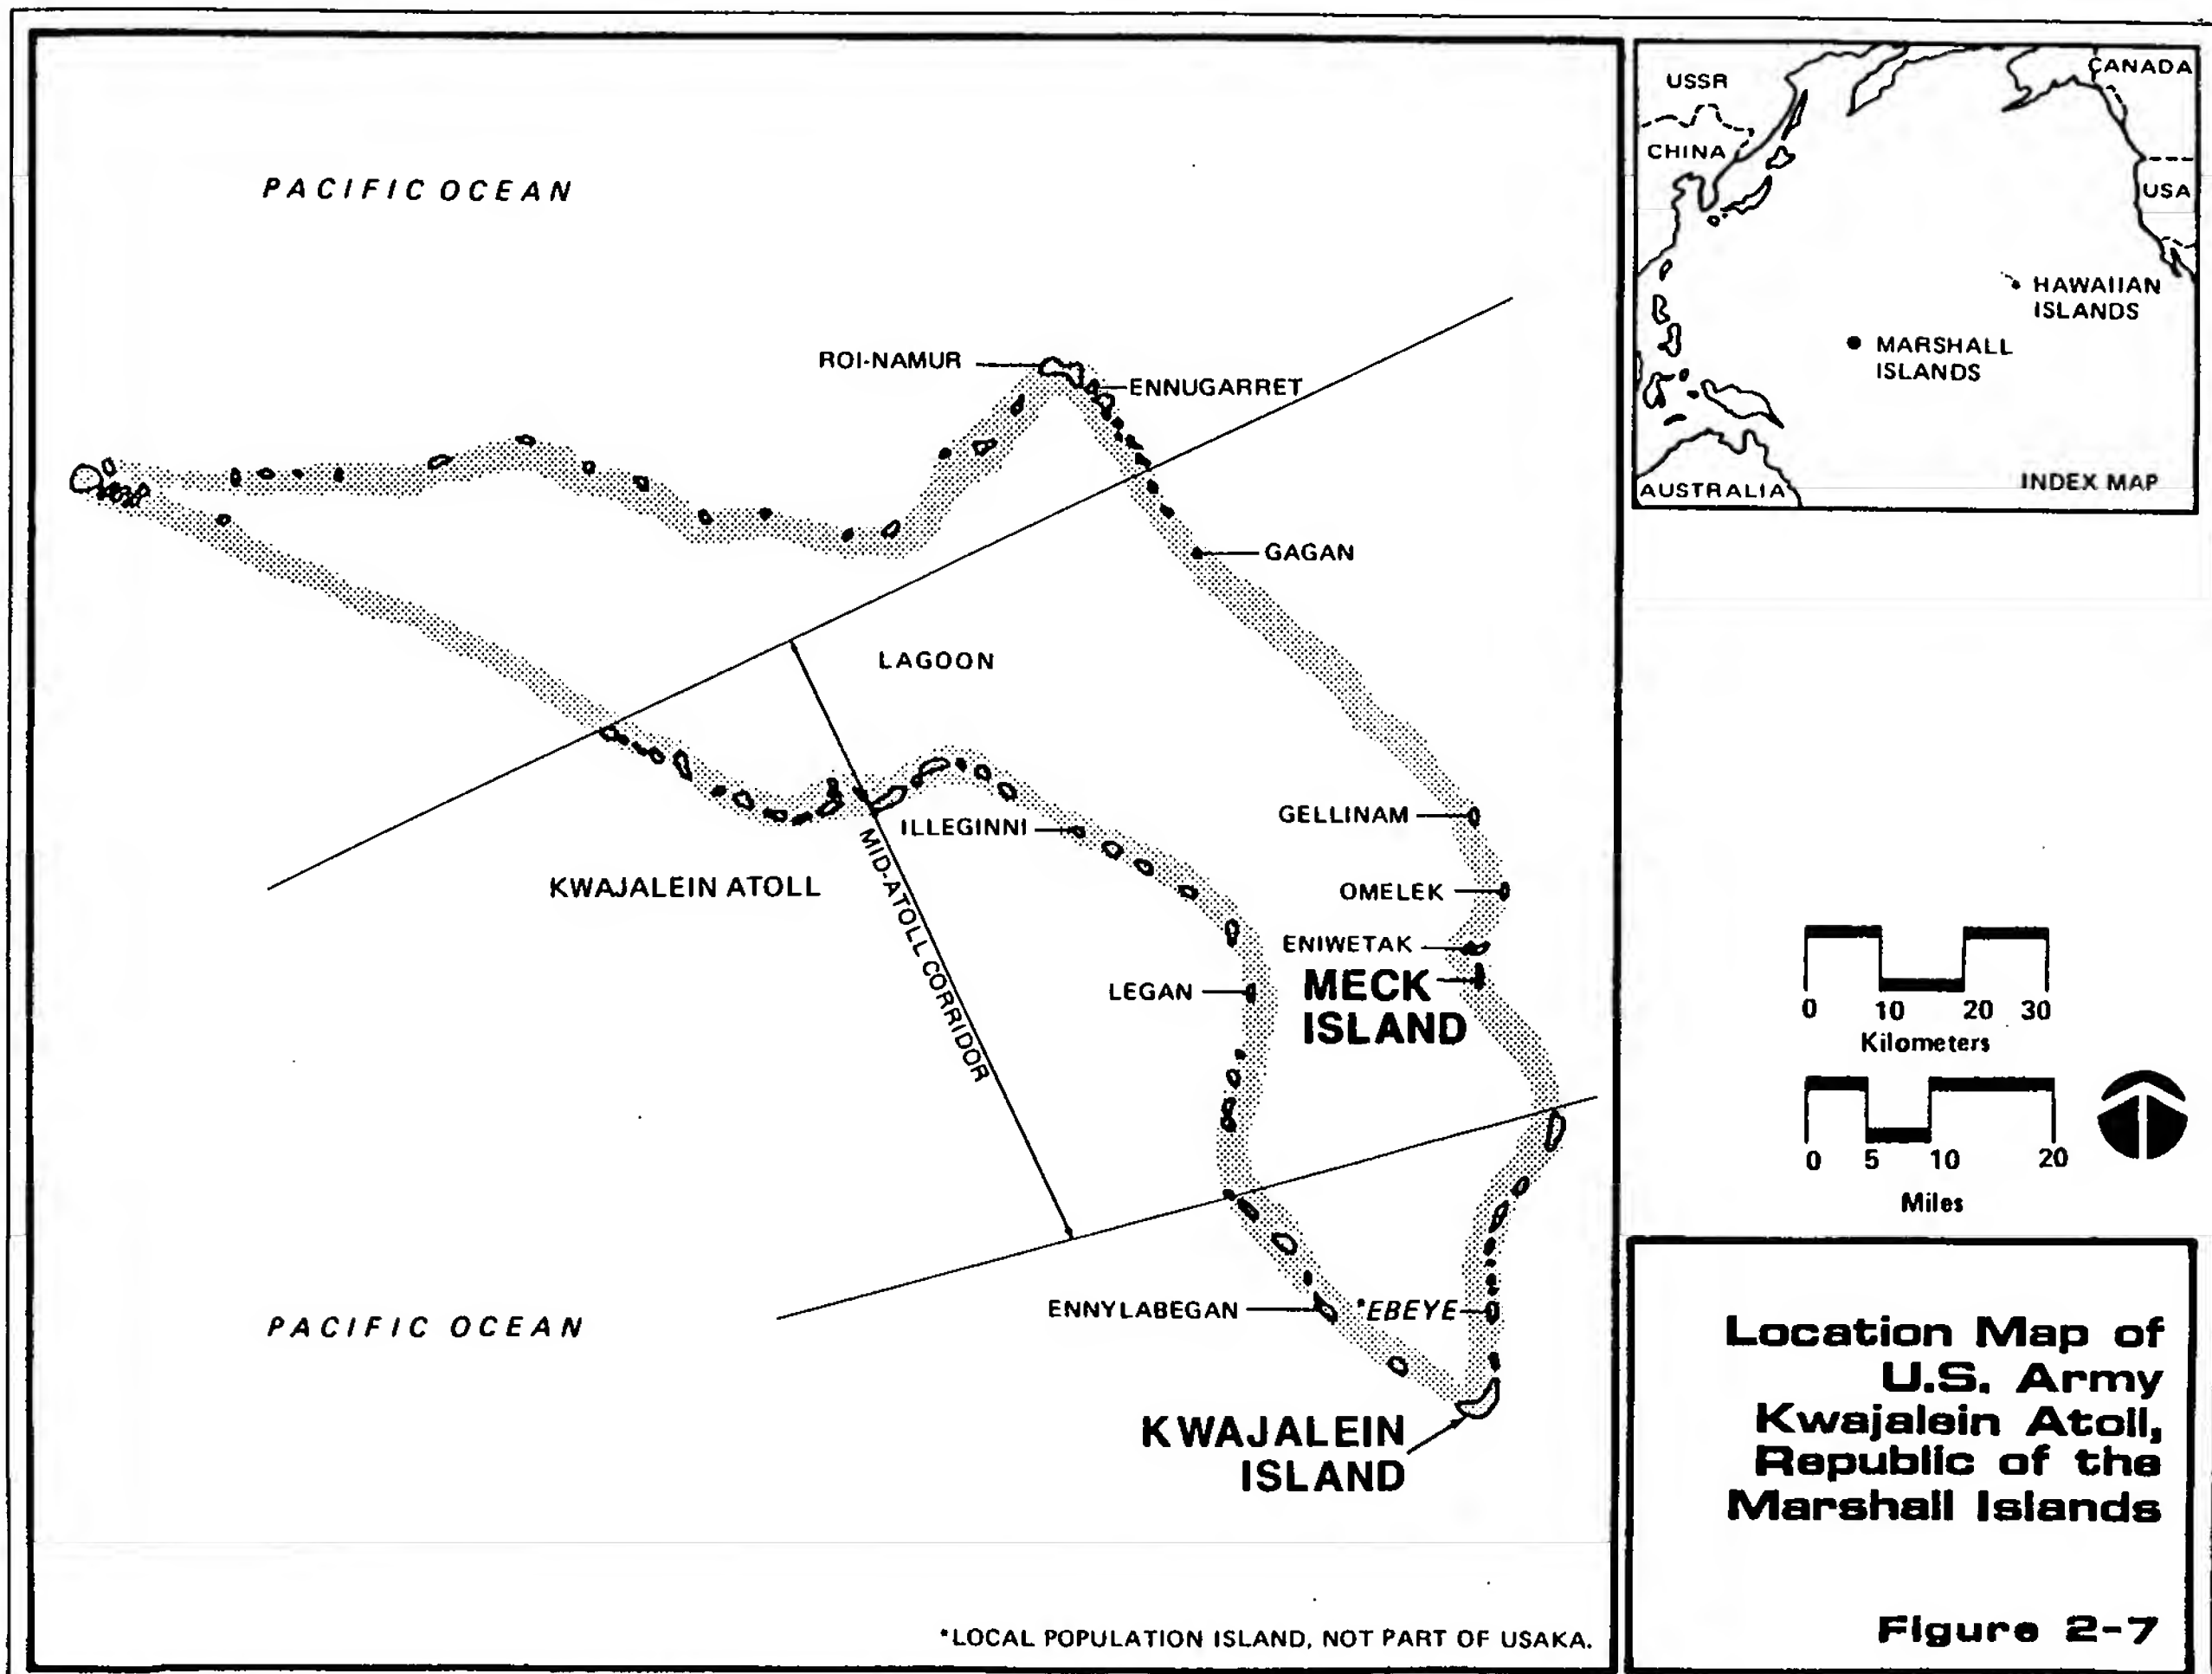 PACIFIC OCEAN
ROI-NAMUR
ENNUGARRET
GAGAN
LAGOON
GELLINAM
ILLEGINNI
OMELEK
KWAJALEIN ATOLL
MID-ATOLL CORRIDOR
ENIWETAK
LEGAN
MECK
ISLAND
ENNYLABEGAN
*EBEYE
PACIFIC OCEAN
KWAJALEIN
ISLAND
*LOCAL POPULATION ISLAND, NOT PART OF USAKA.
USSR
CANADA
CHINA
USA
HAWAIIAN
ISLANDS
MARSHALL
ISLANDS
AUSTRALIA
INDEX MAP
0 10 20 30
Kilometers
0 5 10 20
Miles
Location Map of
U.S. Army
Kwajalein Atoll,
Republic of the
Marshall Islands
Figure 2-7